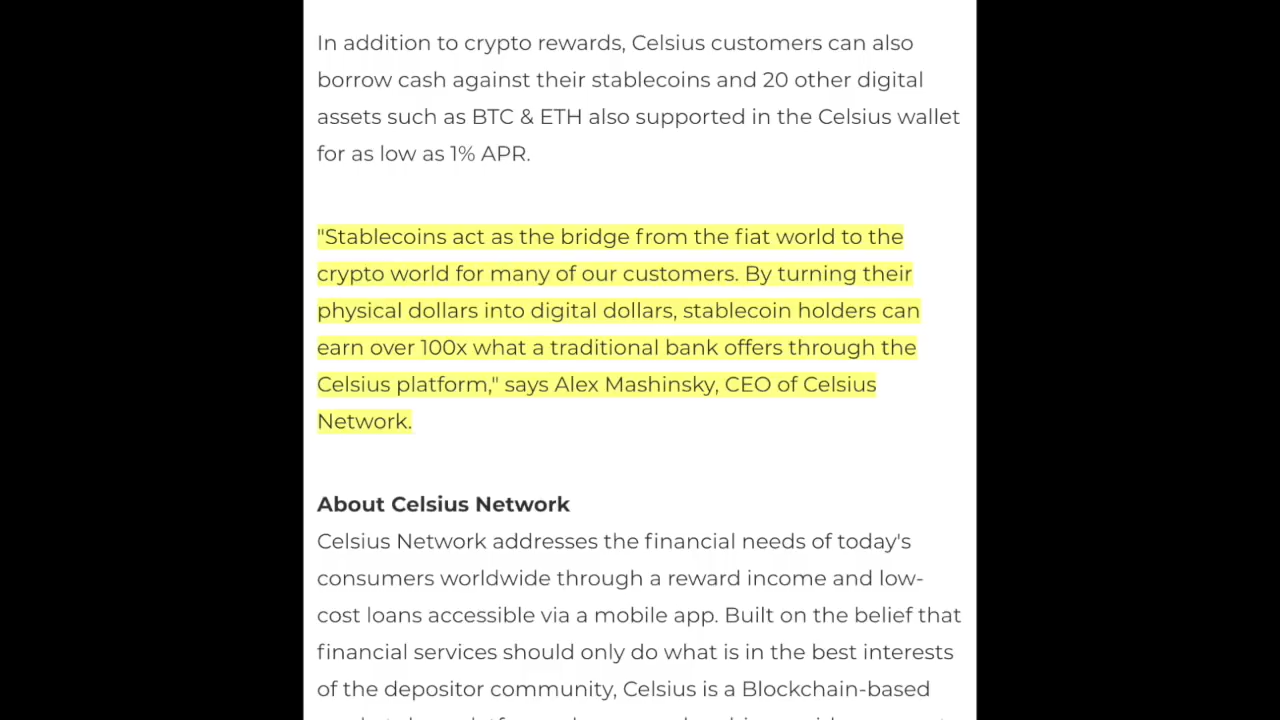 In addition to crypto rewards, Celsius customers can also
borrow cash against their stablecoins and 20 other digital
assets such as BTC & ETH also supported in the Celsius wallet
for as low as 1% APR.
"Stablecoins act as the bridge from the fiat world to the
crypto world for many of our customers. By turning their
physical dollars into digital dollars, stablecoin holders can
earn over 100x what a traditional bank offers through the
Celsius platform," says Alex Mashinsky, CEO of Celsius
Network.
About Celsius Network
Celsius Network addresses the financial needs of today's
consumers worldwide through a reward income and low-
cost loans accessible via a mobile app. Built on the belief that
financial services should only do what is in the best interests
of the depositor community, Celsius is a Blockchain-based